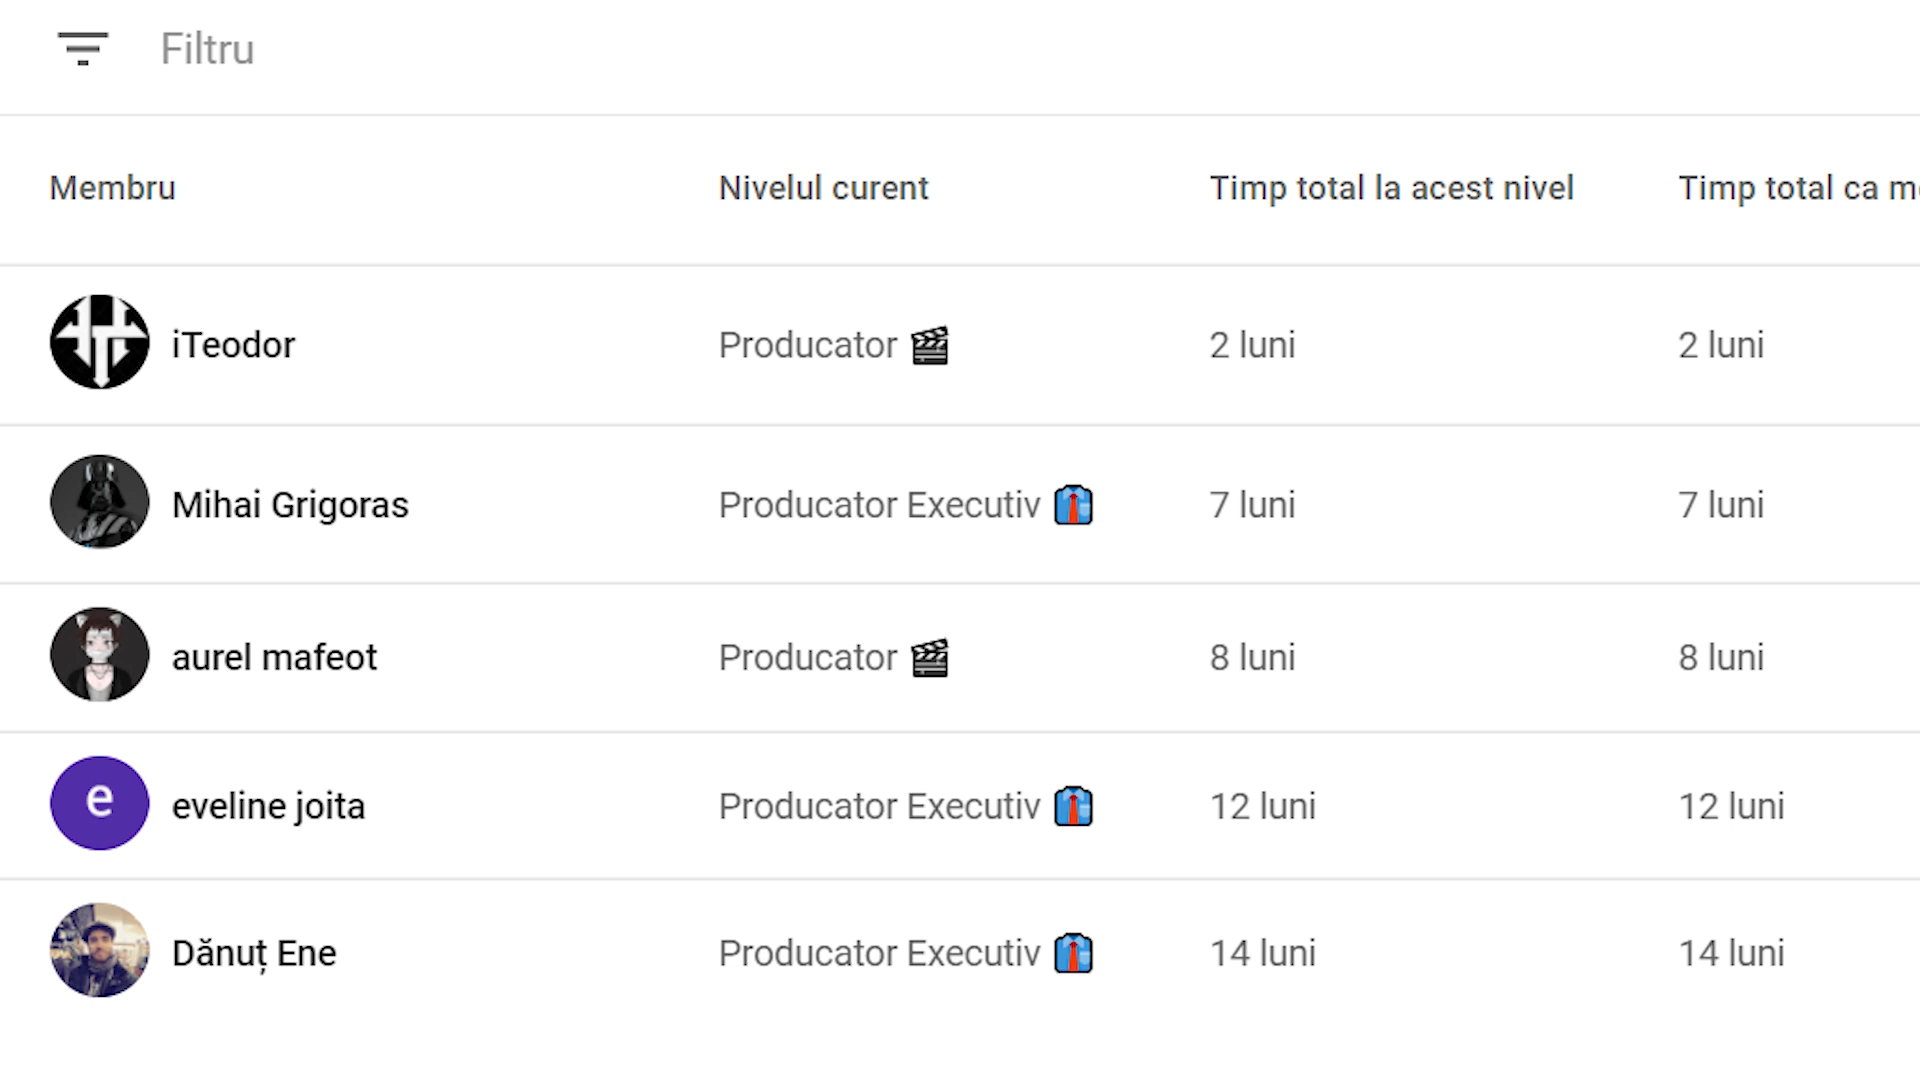 Filtru
Membru Nivelul curent Timp total la acest nivel Timp total ca
iTeodor Producator 🎬 2 luni 2 luni
Mihai Grigoras Producator Executiv 👔 7 luni 7 luni
aurel mafeot Producator 🎬 8 luni 8 luni
e eveline joita Producator Executiv 👔 12 luni 12 luni
Dănuț Ene Producator Executiv 👔 14 luni 14 luni